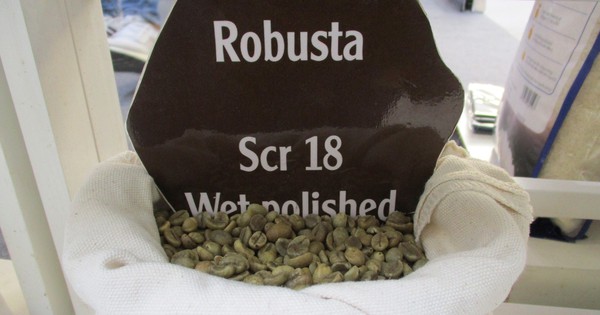 Robusta
Scr 18
Wet polished